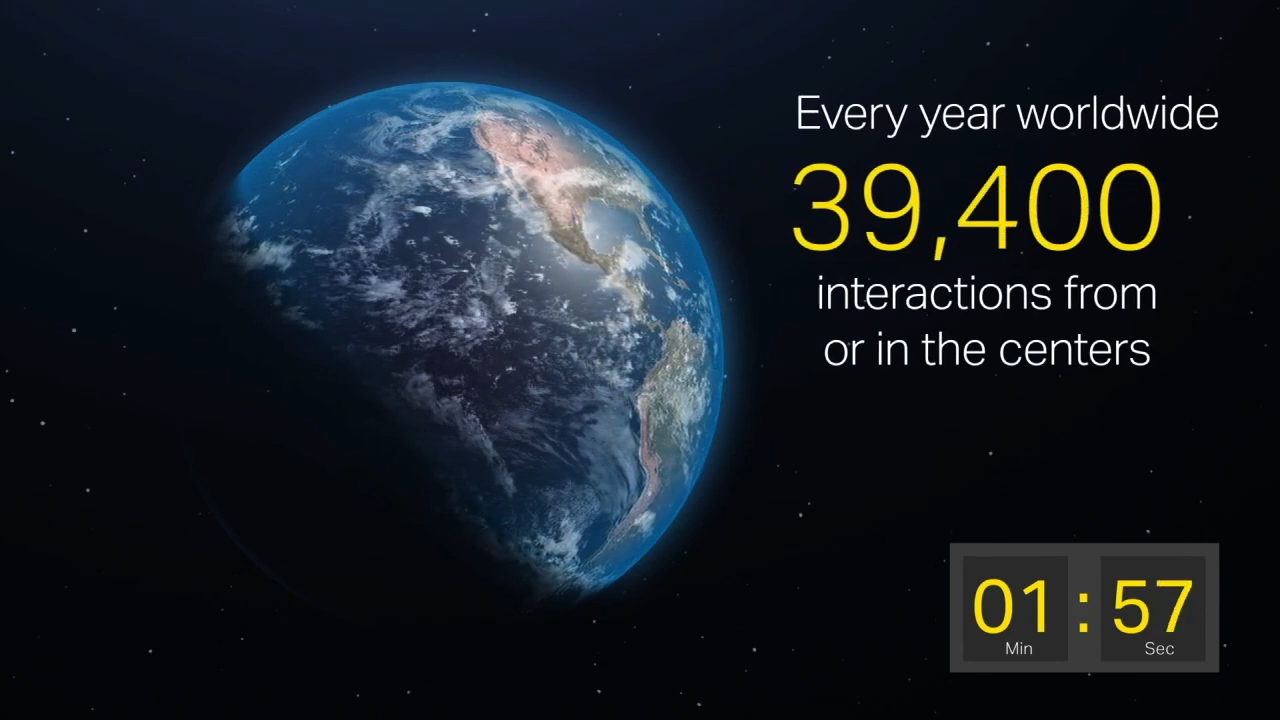 Every year worldwide
39,400
interactions from
or in the centers
01 : 57
Min Sec